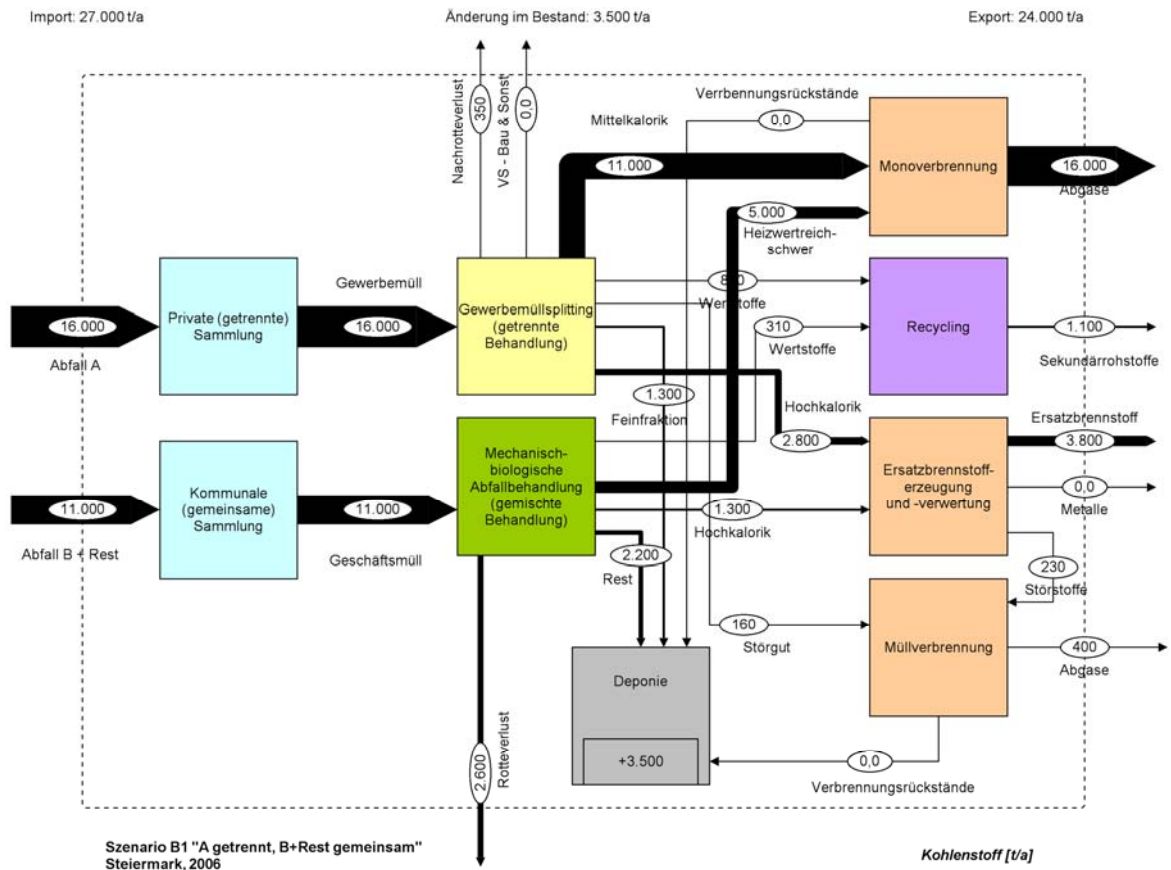 Import: 27.000 t/a
Änderung im Bestand: 3.500 t/a
Export: 24.000 t/a
Nachrotteverlust
350
VS - Bau & Sonst
0,0
Verrbennungsrückstände
0,0
Mittelkalorik
11.000
Monoverbrennung
16.000
Abgase
5.000
Heizwertreich-
schwer
Gewerbemüll
16.000
Abfall A
Private (getrennte)
Sammlung
16.000
Gewerbemüllsplitting
(getrennte
Behandlung)
Wertstoffe
310
Wertstoffe
Recycling
1.100
Sekundärrohstoffe
1.300
Feinfraktion
Hochkalorik
2.800
Ersatzbrennstoff
3.800
Mechanisch-
biologische
Abfallbehandlung
(gemischte
Behandlung)
Ersatzbrennstoff-
erzeugung
und -verwertung
0,0
Metalle
11.000
Abfall B + Rest
Kommunale
(gemeinsame)
Sammlung
11.000
Geschäftsmüll
1.300
Hochkalorik
2.200
Rest
230
Störstoffe
160
Störgut
Müllverbrennung
400
Abgase
Deponie
+3.500
2.600
Rotteverlust
0,0
Verbrennungsrückstände
Szenario B1 "A getrennt, B+Rest gemeinsam"
Steiermark, 2006
Kohlenstoff [t/a]